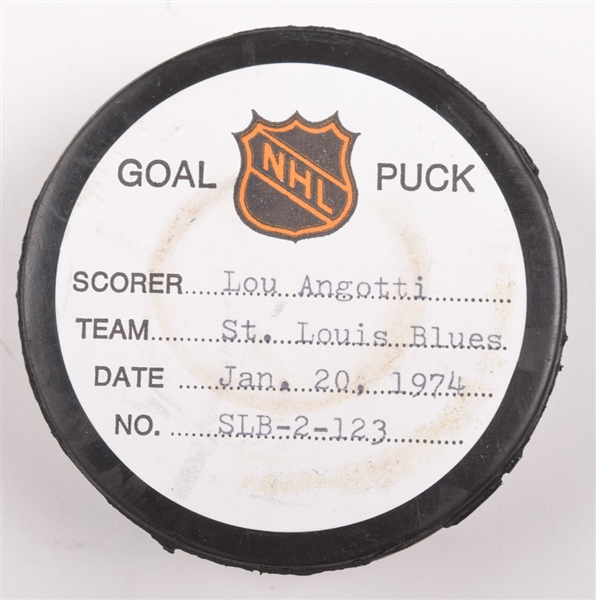 GOAL NHL PUCK
SCORER Lou Angotti
TEAM St. Louis Blues
DATE Jan. 20, 1974
NO. SLB-2-123